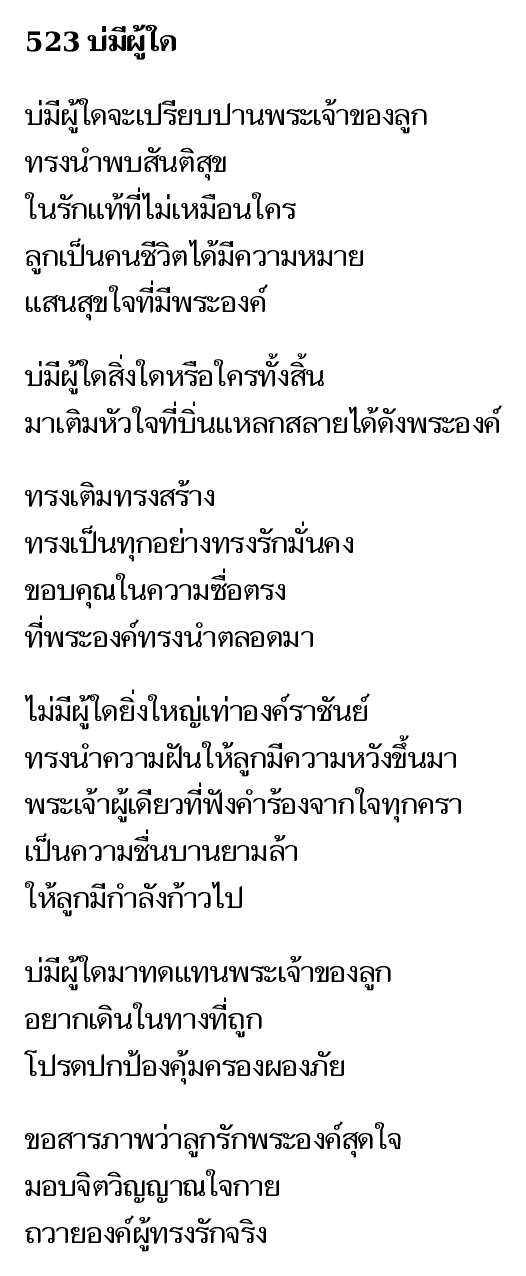 523 บ่มีผู้ใด
บ่มีผู้ใดจะเปรียบปานพระเจ้าของลูก
ทรงนำพบสันติสุข
ในรักแท้ที่ไม่เหมือนใคร
ลูกเป็นคนชีวิตได้มีความหมาย
แสนสุขใจที่มีพระองค์
บ่มีผู้ใดสิ่งใดหรือใครทั้งสิ้น
มาเติมหัวใจที่บิ่นแหลกสลายได้ดังพระองค์
ทรงเติมทรงสร้าง
ทรงเป็นทุกอย่างทรงรักมั่นคง
ขอบคุณในความซื่อตรง
ที่พระองค์ทรงนำตลอดมา
ไม่มีผู้ใดยิ่งใหญ่เท่าองค์ราชันย์
ทรงนำความฝันให้ลูกมีความหวังขึ้นมา
พระเจ้าผู้เดียวที่ฟังคำร้องจากใจทุกครา
เป็นความชื่นบานยามล้า
ให้ลูกมีกำลังก้าวไป
บ่มีผู้ใดมาทดแทนพระเจ้าของลูก
อยากเดินในทางที่ถูก
โปรดปกป้องคุ้มครองผองภัย
ขอสารภาพว่าลูกรักพระองค์สุดใจ
มอบจิตวิญญาณใจกาย
ถวายองค์ผู้ทรงรักจริง